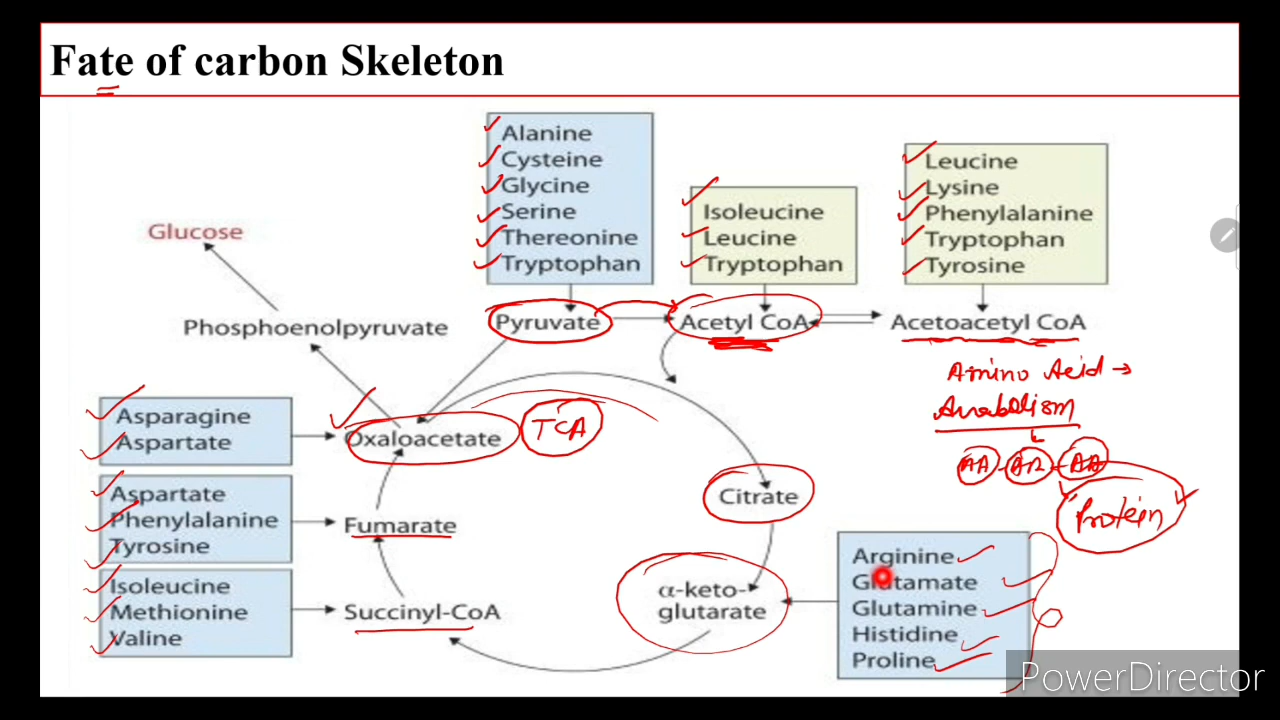 Fate of carbon Skeleton
Alanine
Cysteine
Glycine
Serine
Thereonine
Tryptophan
Isoleucine
Leucine
Tryptophan
Leucine
Lysine
Phenylalanine
Tryptophan
Tyrosine
Glucose
Phosphoenolpyruvate
Pyruvate
Acetyl CoA
Acetoacetyl CoA
Amino Acid
Anabolism
AA - AA - AA
"Protein"
Asparagine
Aspartate
Oxaloacetate
TCA
Citrate
Aspartate
Phenylalanine
Tyrosine
Fumarate
Isoleucine
Methionine
Valine
Succinyl-CoA
α-keto-
glutarate
Arginine
Glutamate
Glutamine
Histidine
Proline
PowerDirector